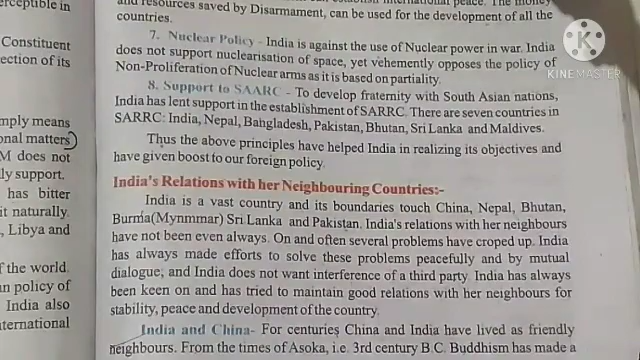 erceptible in
Constituent
ection of its
mply means
onal matters
M does not
ly support.
has bitter
it naturally.
, Libya and
f the world.
n policy of
India also
ternational
and resources saved by Disarmament, can be used for the development of all the
countries.
7. Nuclear Policy - India is against the use of Nuclear power in war. India
does not support nuclearisation of space, yet vehemently opposes the policy of
Non-Proliferation of Nuclear arms as it is based on partiality.
8. Support to SAARC - To develop fraternity with South Asian nations,
India has lent support in the establishment of SARRC. There are seven countries in
SARRC: India, Nepal, Bangladesh, Pakistan, Bhutan, Sri Lanka and Maldives.
Thus the above principles have helped India in realizing its objectives and
have given boost to our foreign policy.
India's Relations with her Neighbouring Countries:-
India is a vast country and its boundaries touch China, Nepal, Bhutan,
Burma(Mynmmar) Sri Lanka and Pakistan. India's relations with her neighbours
have not been even always. On and often several problems have croped up. India
has always made efforts to solve these problems peacefully and by mutual
dialogue, and India does not want interference of a third party. India has always
been keen on and has tried to maintain good relations with her neighbours for
stability, peace and development of the country.
India and China- For centuries China and India have lived as friendly
neighbours. From the times of Asoka, i.e. 3rd century B.C. Buddhism has made a
KINEMASTER